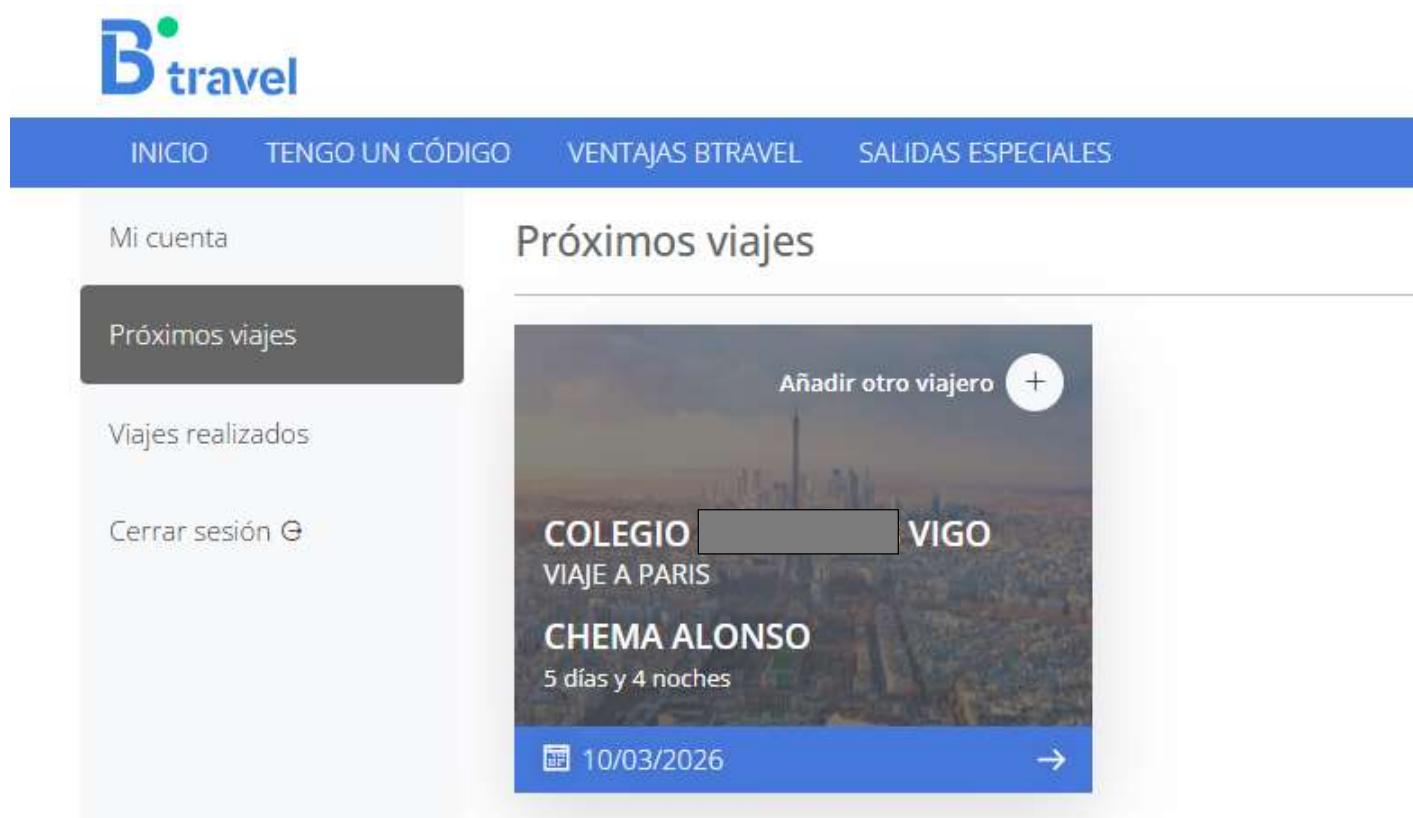 B travel
INICIO TENGO UN CÓDIGO VENTAJAS BTRAVEL SALIDAS ESPECIALES
Mi cuenta
Próximos viajes
Viajes realizados
Cerrar sesión
Próximos viajes
Añadir otro viajero +
COLEGIO VIGO
VIAJE A PARIS
CHEMA ALONSO
5 días y 4 noches
10/03/2026